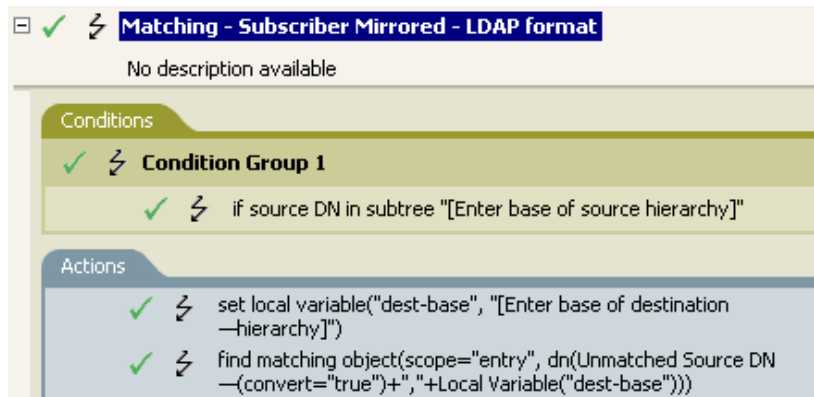 Matching - Subscriber Mirrored - LDAP format
No description available
Conditions
Condition Group 1
if source DN in subtree "[Enter base of source hierarchy]"
Actions
set local variable("dest-base", "[Enter base of destination
—hierarchy]")
find matching object(scope="entry", dn(Unmatched Source DN
—(convert="true")+","+Local Variable("dest-base")))